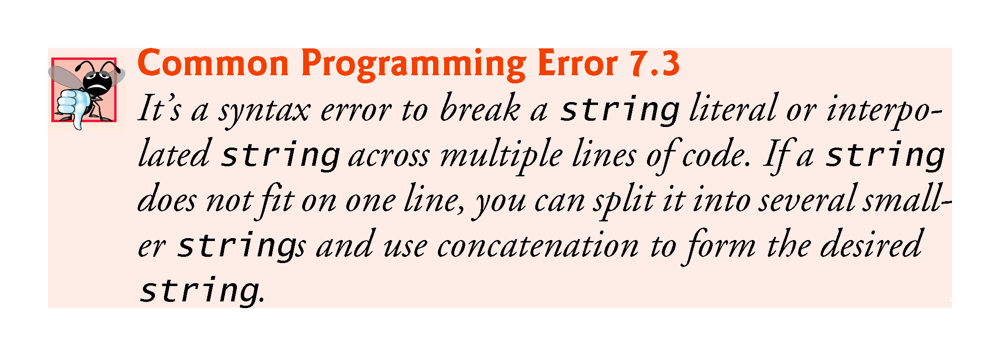 Common Programming Error 7.3
It’s a syntax error to break a string literal or interpo-
lated string across multiple lines of code. If a string
does not fit on one line, you can split it into several small-
er strings and use concatenation to form the desired
string.
73